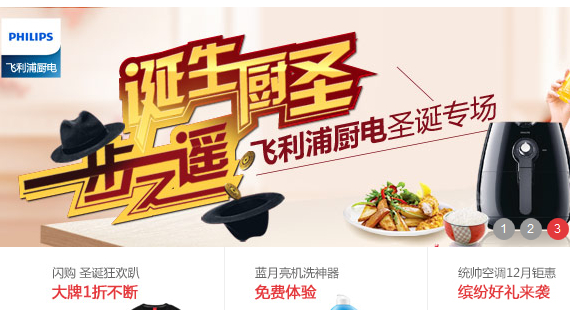 PHILIPS
飞利浦厨电
诞生厨圣
一步之遥
飞利浦厨电圣诞专场
1 2 3
闪购 圣诞狂欢趴
大牌1折不断
蓝月亮机洗神器
免费体验
统帅空调12月钜惠
缤纷好礼来袭